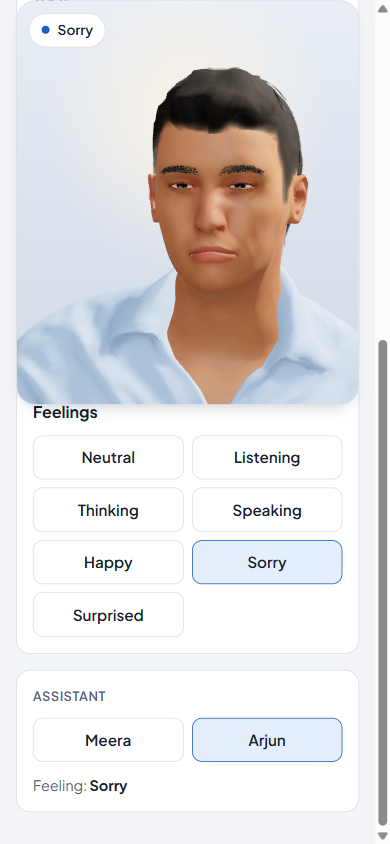 Sorry
Feelings
Neutral
Listening
Thinking
Speaking
Happy
Sorry
Surprised
ASSISTANT
Meera
Arjun
Feeling: Sorry